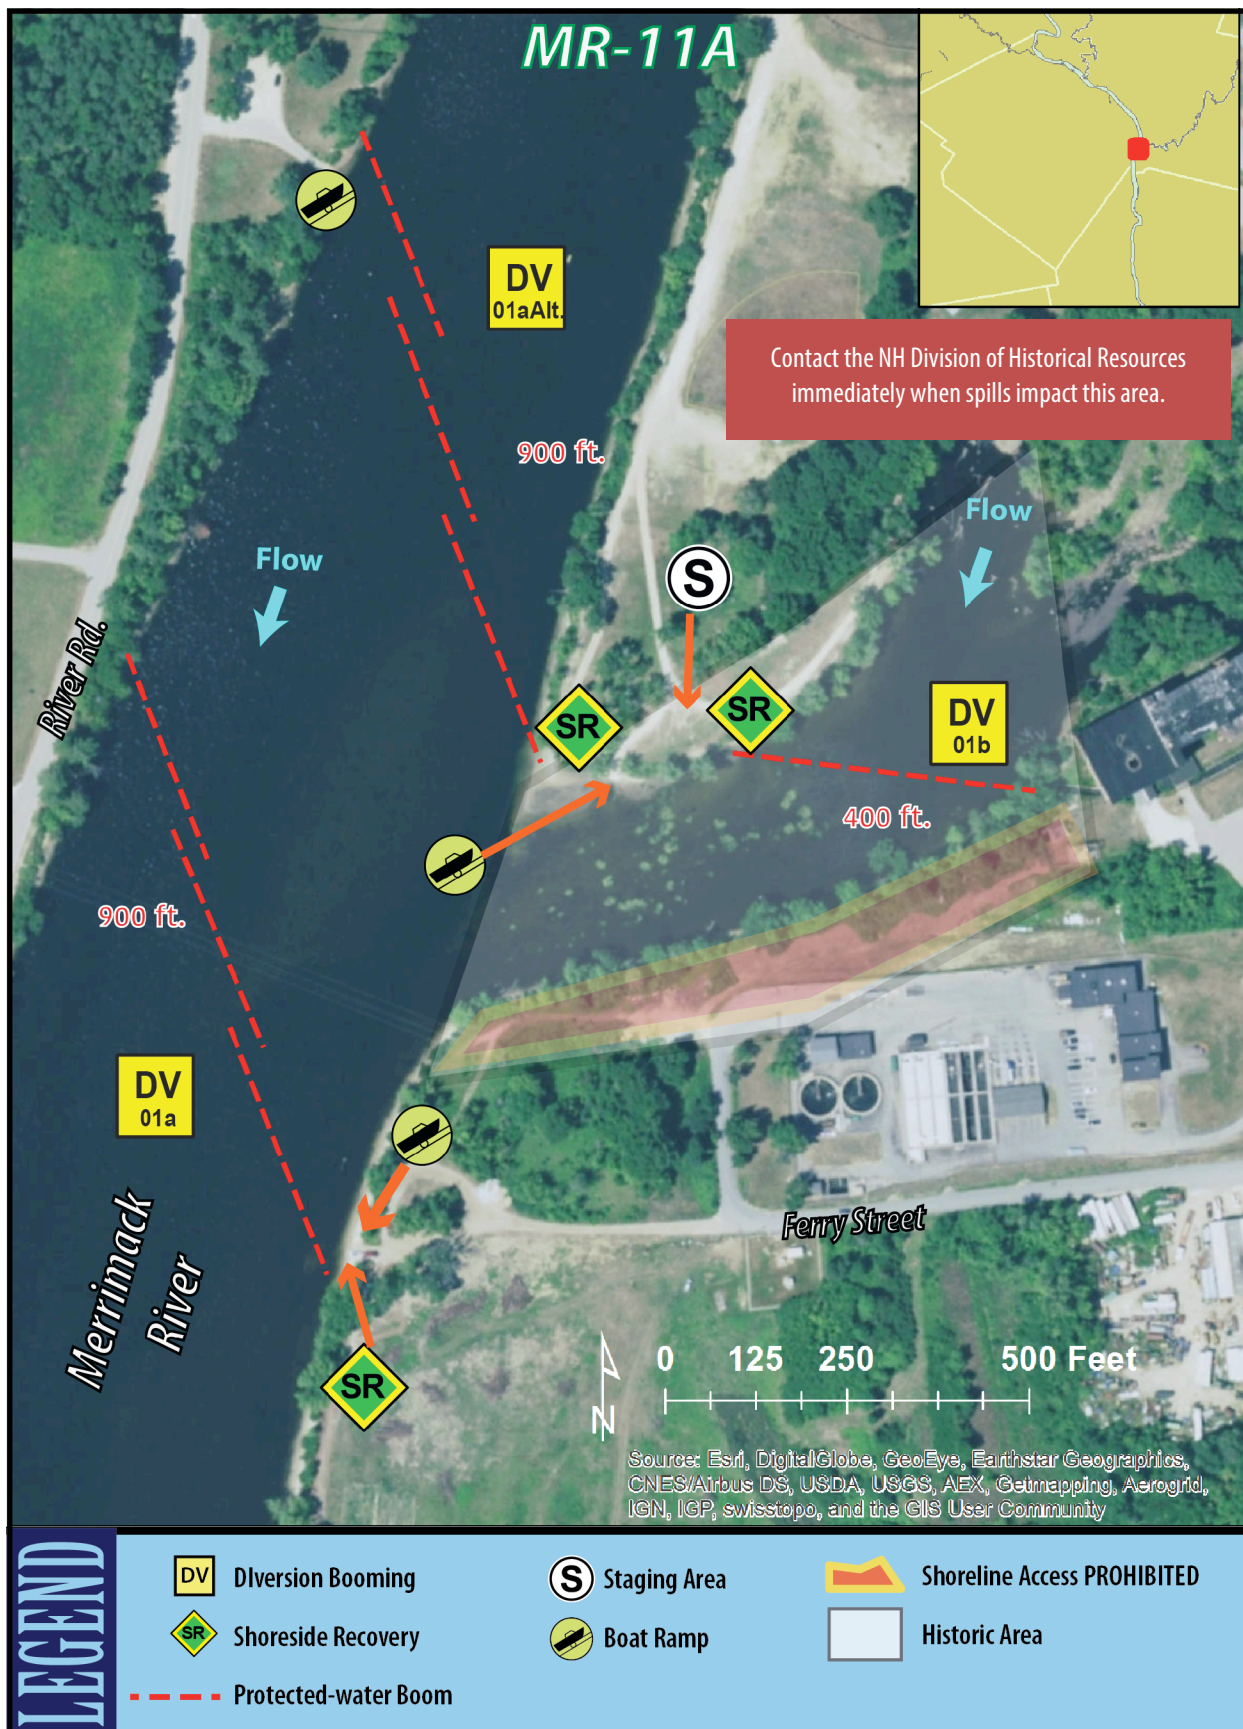 MR-11A
DV
01aAlt.
Contact the NH Division of Historical Resources
immediately when spills impact this area.
900 ft.
Flow
Flow
S
River Rd.
SR
SR
DV
01b
400 ft.
900 ft.
DV
01a
Ferry Street
Merrimack
River
SR
N
0 125 250 500 Feet
Source: Esri, DigitalGlobe, GeoEye, Earthstar Geographics,
CNES/Airbus DS, USDA, USGS, AEX, Getmapping, Aerogrid,
IGN, IGP, swisstopo, and the GIS User Community
LEGEND
DV DIversion Booming
SR Shoreside Recovery
Protected-water Boom
S Staging Area
Boat Ramp
Shoreline Access PROHIBITED
Historic Area